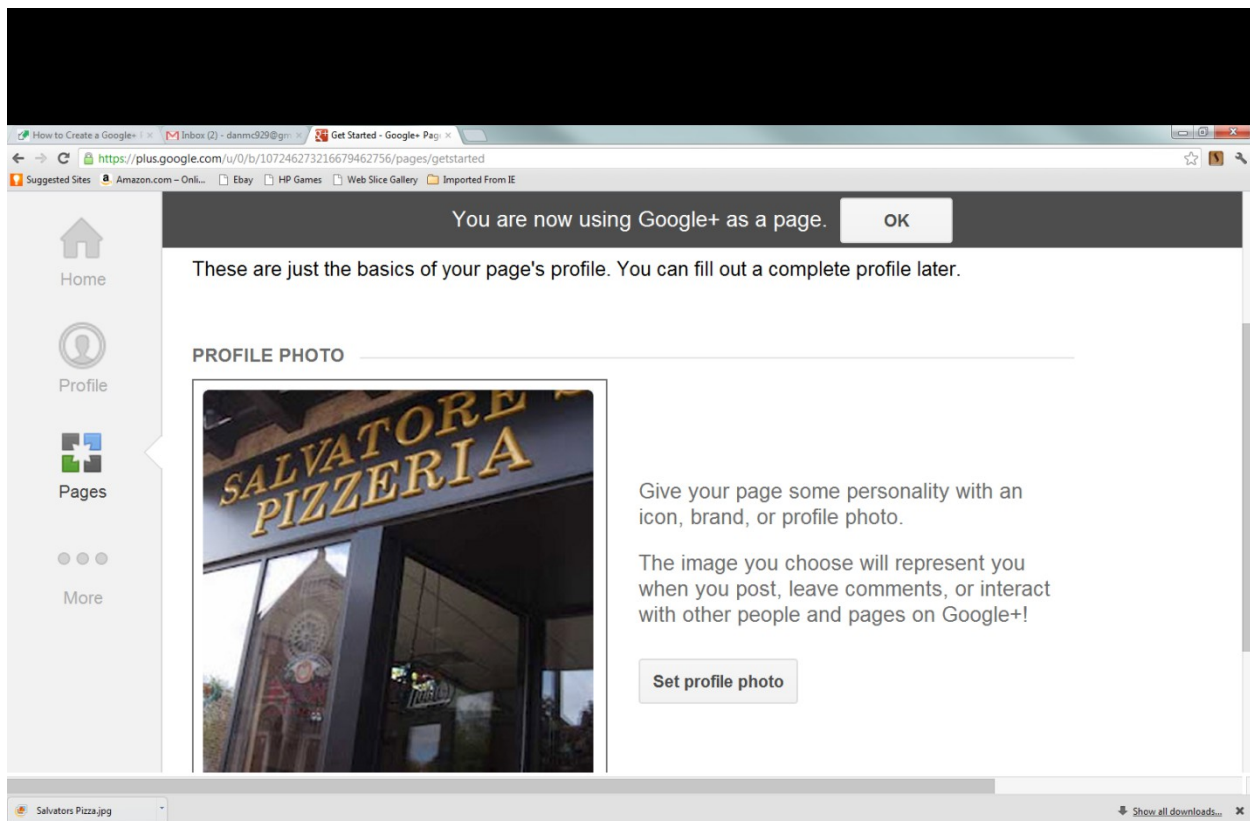 How to Create a Google+
Inbox (2) - danmc929@gm
Get Started - Google+ Pag
https://plus.google.com/u/0/b/107246273216679462756/pages/getstarted
Suggested Sites
Amazon.com – Onli...
Ebay
HP Games
Web Slice Gallery
Imported From IE
You are now using Google+ as a page.
OK
Home
Profile
Pages
More
These are just the basics of your page's profile. You can fill out a complete profile later.
PROFILE PHOTO
SALVATORE'S
PIZZERIA
Give your page some personality with an
icon, brand, or profile photo.
The image you choose will represent you
when you post, leave comments, or interact
with other people and pages on Google+!
Set profile photo
Salvators Pizza.jpg
Show all downloads...